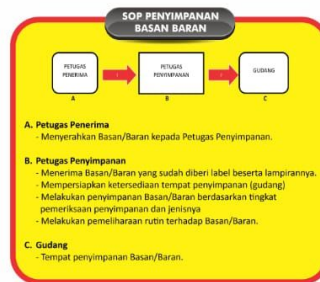 SOP PENYIMPANAN
BASAN BARAN
PETUGAS
PENERIMA
PETUGAS
PENYIMPANAN
GUDANG
A
B
C
A. Petugas Penerima
- Menyerahkan Basan/Baran kepada Petugas Penyimpanan.
B. Petugas Penyimpanan
- Menerima Basan/Baran yang sudah diberi label beserta lampirannya.
- Mempersiapkan ketersediaan tempat penyimpanan (gudang)
- Melakukan penyimpanan Basan/Baran berdasarkan tingkat
pemeriksaan penyimpanan dan jenisnya
- Melakukan pemeliharaan rutin terhadap Basan/Baran.
C. Gudang
- Tempat penyimpanan Basan/Baran.